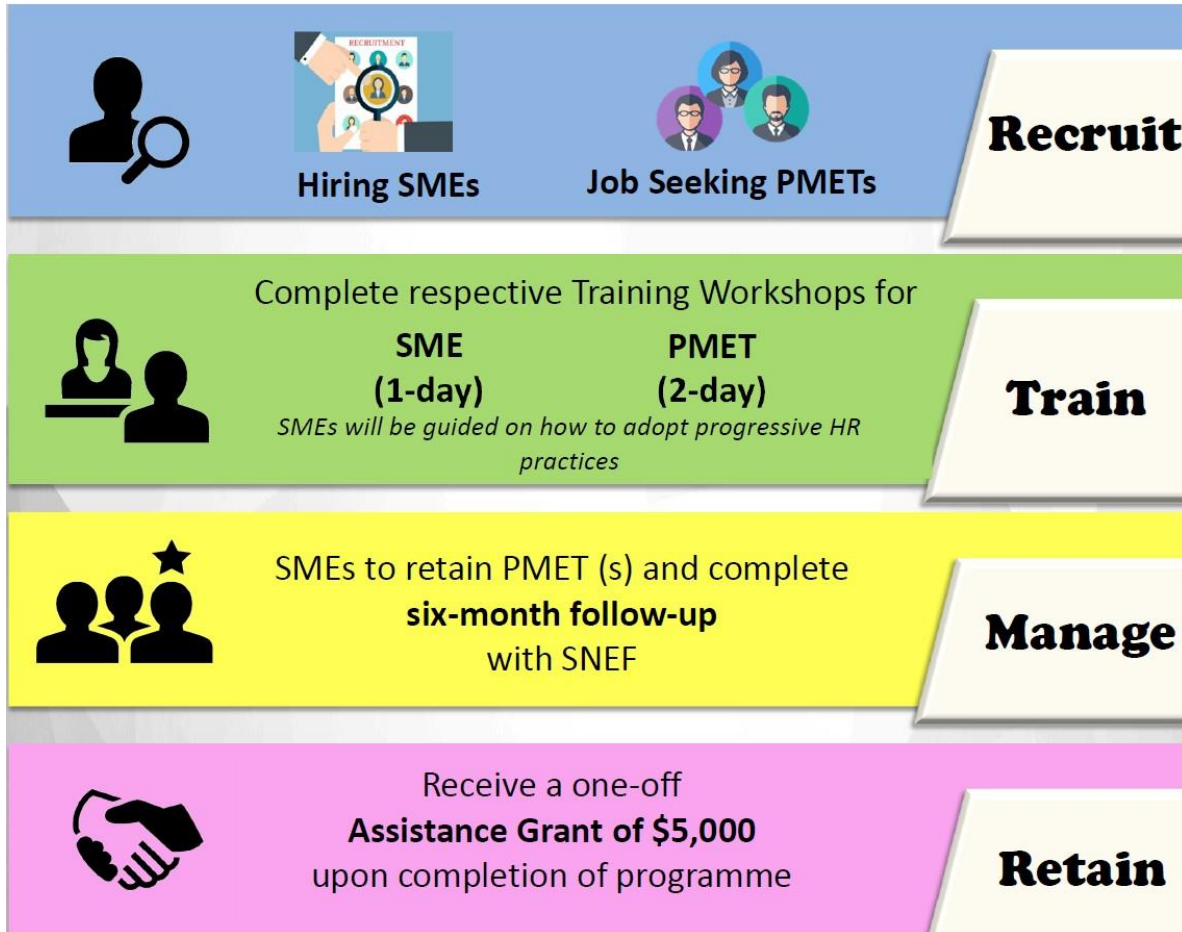 RECRUITMENT
Hiring SMEs
Job Seeking PMETs
Recruit
Complete respective Training Workshops for
SME
(1-day)
PMET
(2-day)
SMEs will be guided on how to adopt progressive HR
practices
Train
SMEs to retain PMET (s) and complete
six-month follow-up
with SNEF
Manage
Receive a one-off
Assistance Grant of $5,000
upon completion of programme
Retain